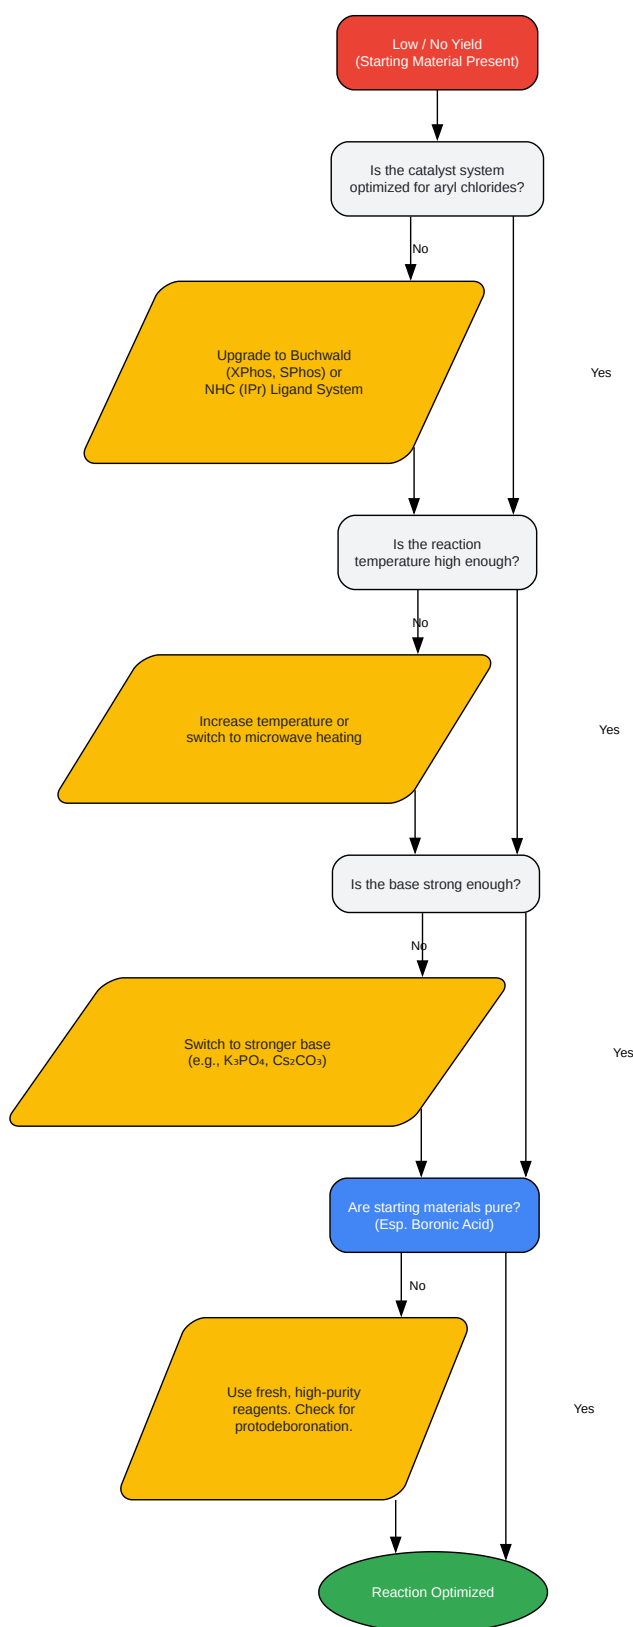 Low / No Yield
(Starting Material Present)
Is the catalyst system
optimized for aryl chlorides?
No
Upgrade to Buchwald
(XPhos, SPhos) or
NHC (IPr) Ligand System
Yes
Is the reaction
temperature high enough?
No
Increase temperature or
switch to microwave heating
Yes
Is the base strong enough?
No
Switch to stronger base
(e.g., K₃PO₄, Cs₂CO₃)
Yes
Are starting materials pure?
(Esp. Boronic Acid)
No
Use fresh, high-purity
reagents. Check for
protodeboronation.
Yes
Reaction Optimized